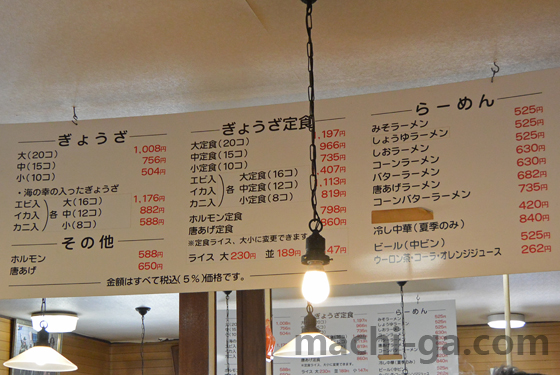 ぎょうざ
大(20コ) 1,008円
中(15コ) 756円
小(10コ) 504円
・海の幸の入ったぎょうざ
エビ入 大(16コ) 1,176円
イカ入 各 中(12コ) 882円
カニ入 小(8コ) 588円
その他
ホルモン 588円
唐あげ 650円
金額はすべて税込(5%)価格です。
ぎょうざ定食
大定食(20コ) 1,197円
中定食(15コ) 966円
小定食(10コ) 735円
エビ入 大定食(16コ) 407円
イカ入 各 中定食(12コ) 113円
カニ入 小定食(8コ) 819円
ホルモン定食 798円
唐あげ定食 860円
※定食ライス、大小に変更できます
ライス 大230円 並189円 147円
らーめん
みそラーメン 525円
しょうゆラーメン 525円
しおラーメン 525円
コーンラーメン 630円
バターラーメン 630円
唐あげラーメン 682円
コーンバターラーメン 735円
420円
冷し中華(夏季のみ) 840円
ビール(中ビン) 525円
ウーロン茶・コーラ・オレンジジュース 262円
machi-ga.com